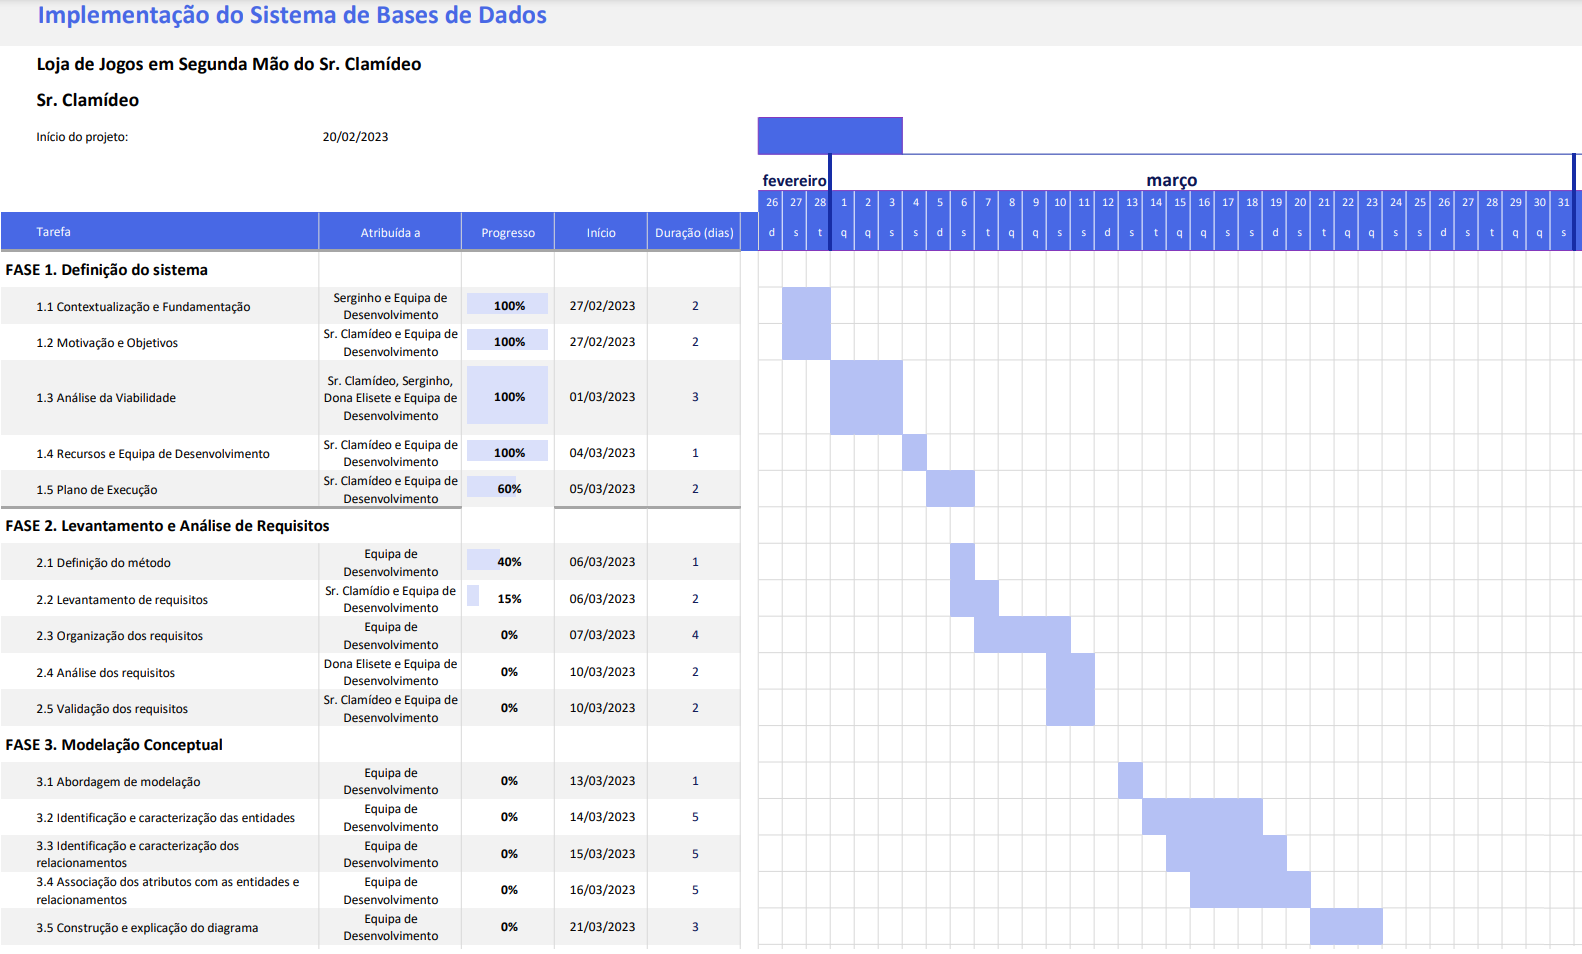 Implementação do Sistema de Bases de Dados
Loja de Jogos em Segunda Mão do Sr. Clamídeo
Sr. Clamídeo
Início do projeto: 20/02/2023
fevereiro março
26 27 28 1 2 3 4 5 6 7 8 9 10 11 12 13 14 15 16 17 18 19 20 21 22 23 24 25 26 27 28 29 30 31
Tarefa Atribuída a Progresso Início Duração (dias)
d s t q q s s d s t q q s s d s t q q s s d s t q q s s d s t q q s
FASE 1. Definição do sistema
1.1 Contextualização e Fundamentação Serginho e Equipa de
Desenvolvimento 100% 27/02/2023 2
1.2 Motivação e Objetivos Sr. Clamídeo e Equipa de
Desenvolvimento 100% 27/02/2023 2
1.3 Análise da Viabilidade Sr. Clamídeo, Serginho,
Dona Elisete e Equipa de
Desenvolvimento 100% 01/03/2023 3
1.4 Recursos e Equipa de Desenvolvimento Sr. Clamídeo e Equipa de
Desenvolvimento 100% 04/03/2023 1
1.5 Plano de Execução Sr. Clamídeo e Equipa de
Desenvolvimento 60% 05/03/2023 2
FASE 2. Levantamento e Análise de Requisitos
2.1 Definição do método Equipa de
Desenvolvimento 40% 06/03/2023 1
2.2 Levantamento de requisitos Sr. Clamídio e Equipa de
Desenvolvimento 15% 06/03/2023 2
2.3 Organização dos requisitos Equipa de
Desenvolvimento 0% 07/03/2023 4
2.4 Análise dos requisitos Dona Elisete e Equipa de
Desenvolvimento 0% 10/03/2023 2
2.5 Validação dos requisitos Sr. Clamídeo e Equipa de
Desenvolvimento 0% 10/03/2023 2
FASE 3. Modelação Conceptual
3.1 Abordagem de modelação Equipa de
Desenvolvimento 0% 13/03/2023 1
3.2 Identificação e caracterização das entidades Equipa de
Desenvolvimento 0% 14/03/2023 5
3.3 Identificação e caracterização dos
relacionamentos Equipa de
Desenvolvimento 0% 15/03/2023 5
3.4 Associação dos atributos com as entidades e
relacionamentos Equipa de
Desenvolvimento 0% 16/03/2023 5
3.5 Construção e explicação do diagrama Equipa de
Desenvolvimento 0% 21/03/2023 3